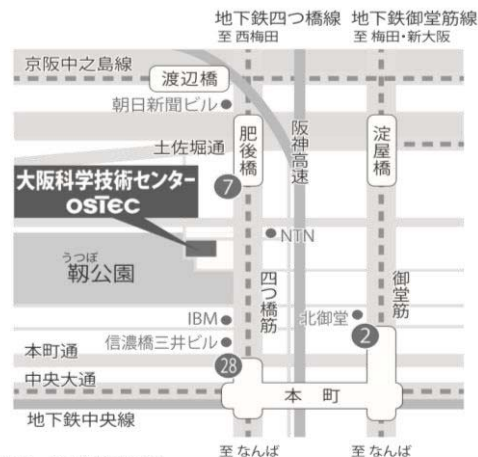 地下鉄四つ橋線
至 西梅田
地下鉄御堂筋線
至 梅田・新大阪
京阪中之島線
渡辺橋
朝日新聞ビル
肥後橋
阪神高速
淀屋橋
土佐堀通
7
大阪科学技術センター
OSTEC
NTN
うつぼ
靱公園
四つ橋筋
御堂筋
IBM
北御堂
2
信濃橋三井ビル
本町通
28
中央大通
本町
地下鉄中央線
至 なんば
至 なんば